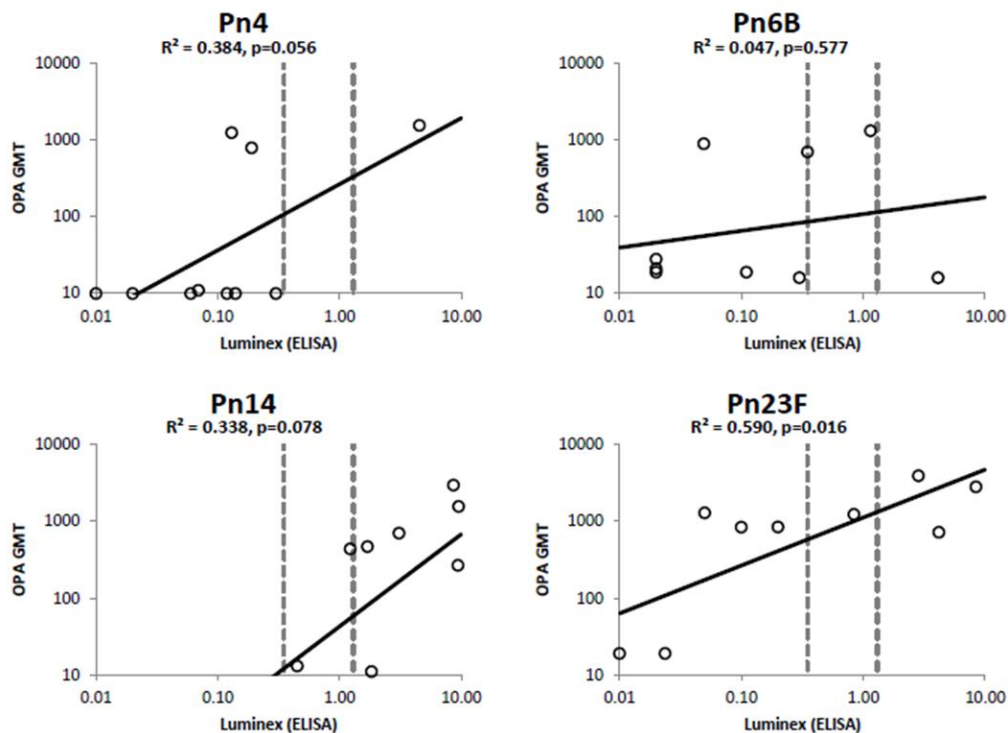 Pn4
R² = 0.384, p=0.056
10000
1000
100
10
OPA GMT
0.01
0.10
1.00
10.00
Luminex (ELISA)
Pn6B
R² = 0.047, p=0.577
10000
1000
100
10
OPA GMT
0.01
0.10
1.00
10.00
Luminex (ELISA)
Pn14
R² = 0.338, p=0.078
10000
1000
100
10
OPA GMT
0.01
0.10
1.00
10.00
Luminex (ELISA)
Pn23F
R² = 0.590, p=0.016
10000
1000
100
10
OPA GMT
0.01
0.10
1.00
10.00
Luminex (ELISA)